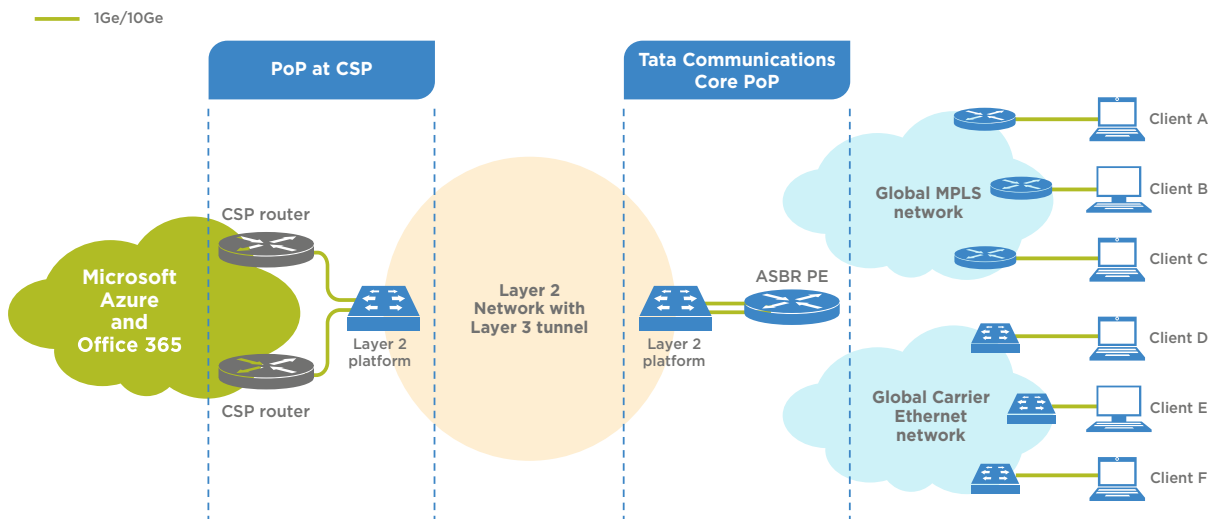 1Ge/10Ge
PoP at CSP
Tata Communications
Core PoP
CSP router
Microsoft
Azure
and
Office 365
CSP router
Layer 2
platform
Layer 2
Network with
Layer 3 tunnel
Layer 2
platform
ASBR PE
Global MPLS
network
Client A
Client B
Client C
Global Carrier
Ethernet
network
Client D
Client E
Client F